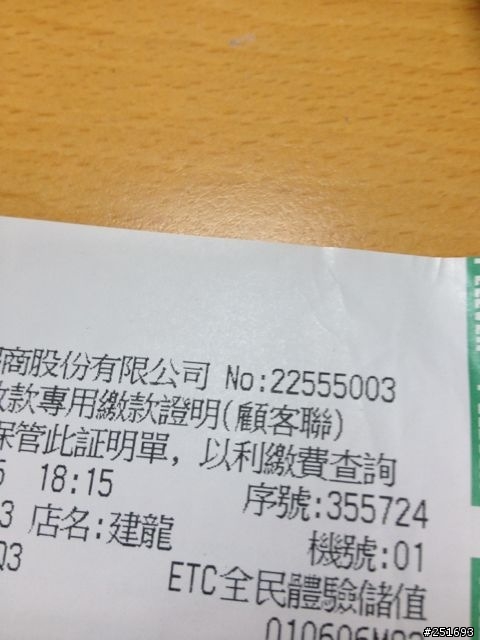 商股份有限公司 No:22555003
款專用繳款證明(顧客聯)
保管此証明單，以利繳費查詢
18:15 序號:355724
3 店名:建龍 機號:01
Q3
ETC全民體驗儲值
#251693